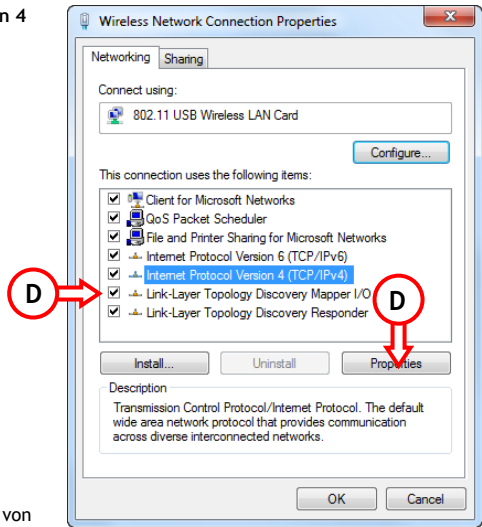 n 4
Wireless Network Connection Properties
Networking Sharing
Connect using:
802.11 USB Wireless LAN Card
Configure...
This connection uses the following items:
Client for Microsoft Networks
QoS Packet Scheduler
File and Printer Sharing for Microsoft Networks
Internet Protocol Version 6 (TCP/IPv6)
Internet Protocol Version 4 (TCP/IPv4)
D
Link-Layer Topology Discovery Mapper I/O
D
Link-Layer Topology Discovery Responder
Install... Uninstall Properties
Description
Transmission Control Protocol/Internet Protocol. The default
wide area network protocol that provides communication
across diverse interconnected networks.
OK Cancel
von